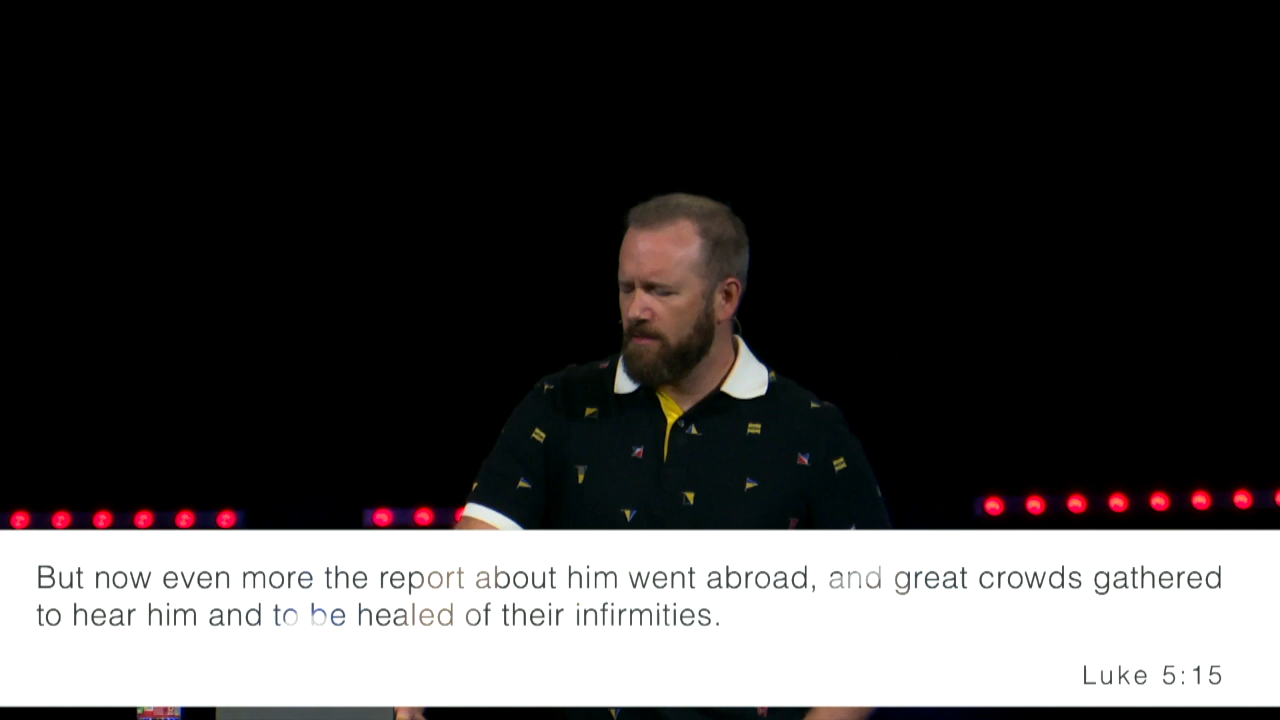 But now even more the report about him went abroad, and great crowds gathered
to hear him and to be healed of their infirmities.
Luke 5:15